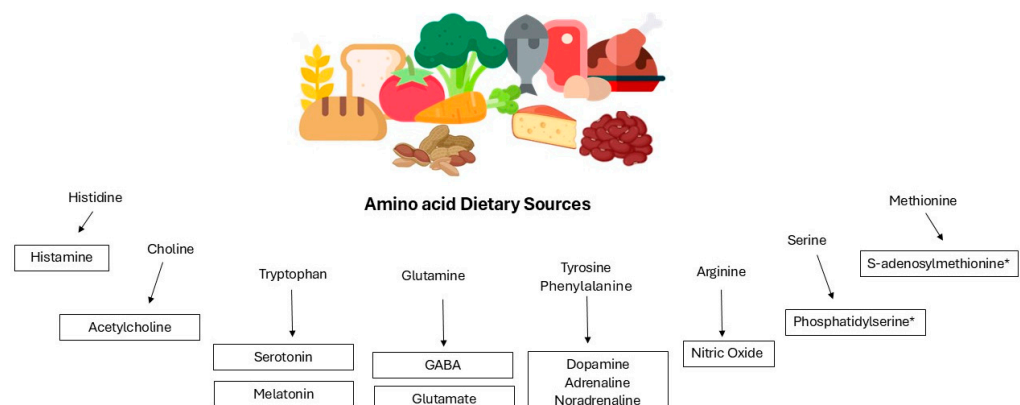 Amino acid Dietary Sources
Histidine
Histamine
Choline
Acetylcholine
Tryptophan
Serotonin
Melatonin
Glutamine
GABA
Glutamate
Tyrosine
Phenylalanine
Dopamine
Adrenaline
Noradrenaline
Arginine
Nitric Oxide
Serine
Phosphatidylserine*
Methionine
S-adenosylmethionine*